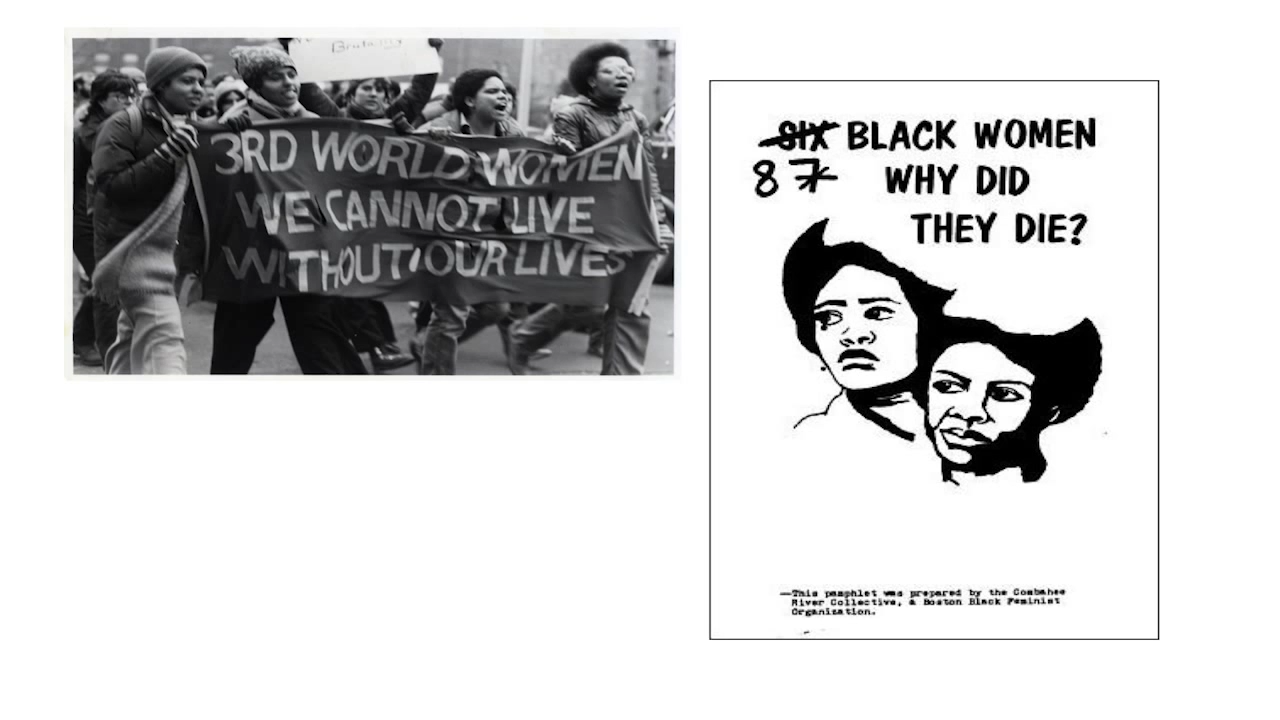 Brutality
3RD WORLD WOMEN
WE CANNOT LIVE
WITHOUT OUR LIVES
SIX BLACK WOMEN
8 7 WHY DID
THEY DIE?
—This pamphlet was prepared by the Combahee
River Collective, a Boston Black Feminist
Organization.